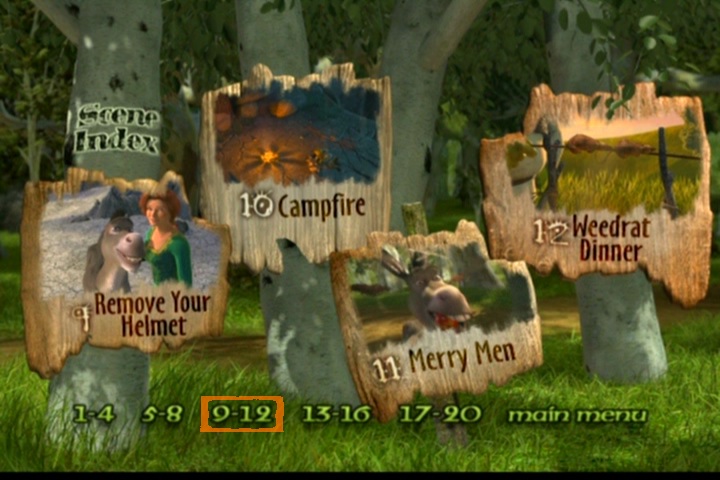 Scene
Index
9 Remove Your
Helmet
10 Campfire
11 Merry Men
12 Weedrat
Dinner
1-4 5-8 9-12 13-16 17-20 main menu